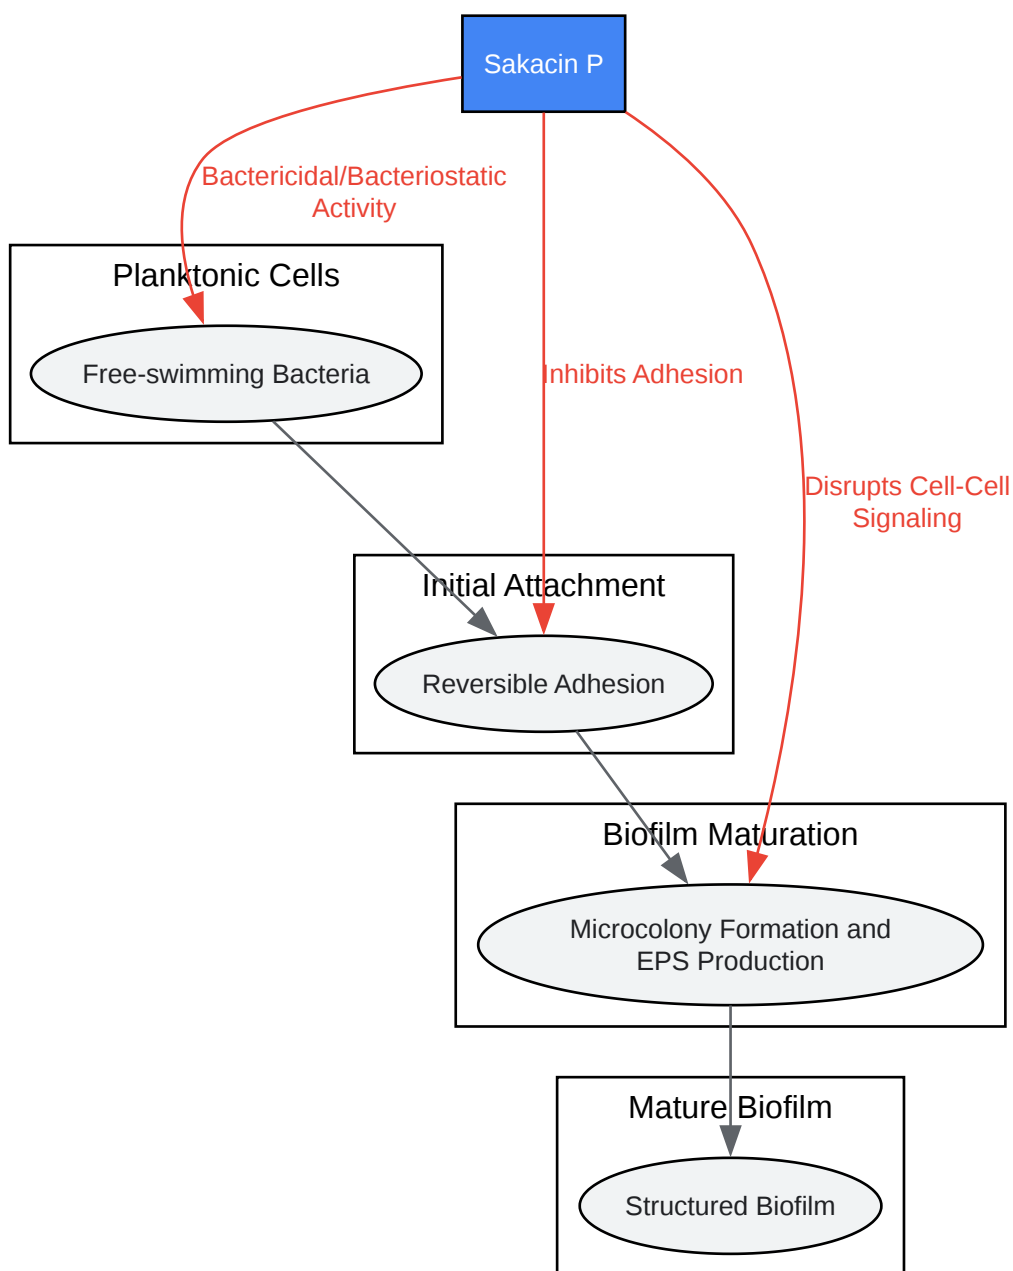 Sakacin P
Bactericidal/Bacteriostatic
Activity
Planktonic Cells
Free-swimming Bacteria
Inhibits Adhesion
Disrupts Cell-Cell
Signaling
Initial Attachment
Reversible Adhesion
Biofilm Maturation
Microcolony Formation and
EPS Production
Mature Biofilm
Structured Biofilm